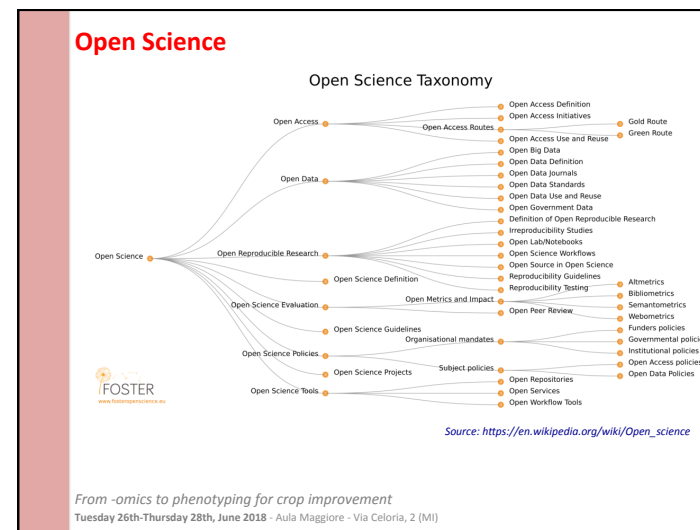 Open Science
Open Science Taxonomy
Open Science
Open Access
Open Access Definition
Open Access Initiatives
Open Access Routes
Gold Route
Green Route
Open Access Use and Reuse
Open Data
Open Big Data
Open Data Definition
Open Data Journals
Open Data Standards
Open Data Use and Reuse
Open Government Data
Open Reproducible Research
Definition of Open Reproducible Research
Irreproducibility Studies
Open Lab/Notebooks
Open Science Workflows
Open Source in Open Science
Reproducibility Guidelines
Reproducibility Testing
Open Science Definition
Open Science Evaluation
Open Metrics and Impact
Altmetrics
Bibliometrics
Semantometrics
Webometrics
Open Peer Review
Open Science Guidelines
Open Science Policies
Organisational mandates
Funders policies
Governmental polici
Institutional policies
Subject policies
Open Access policies
Open Data Policies
Open Science Projects
Open Science Tools
Open Repositories
Open Services
Open Workflow Tools
FOSTER
www.fosteropenscience.eu
Source: https://en.wikipedia.org/wiki/Open_science
From -omics to phenotyping for crop improvement
Tuesday 26th-Thursday 28th, June 2018 - Aula Maggiore - Via Celoria, 2 (MI)